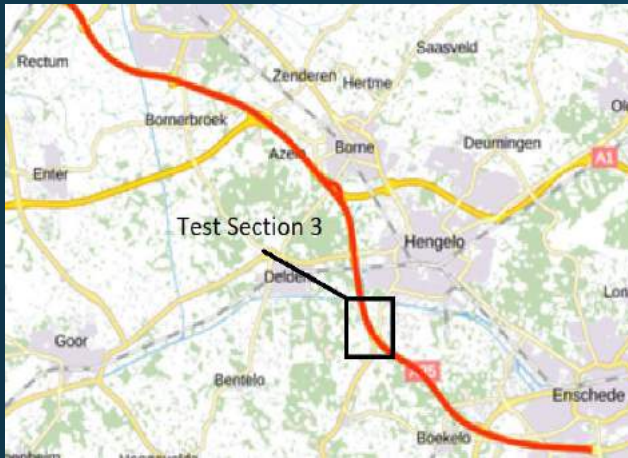 Rectum
Saasveld
Zenderen
Hertme
Bornerbroek
Azelo
Borne
Deurningen
A1
Enter
Test Section 3
Hengelo
Delden
Goor
Bentelo
Enschede
Boekelo